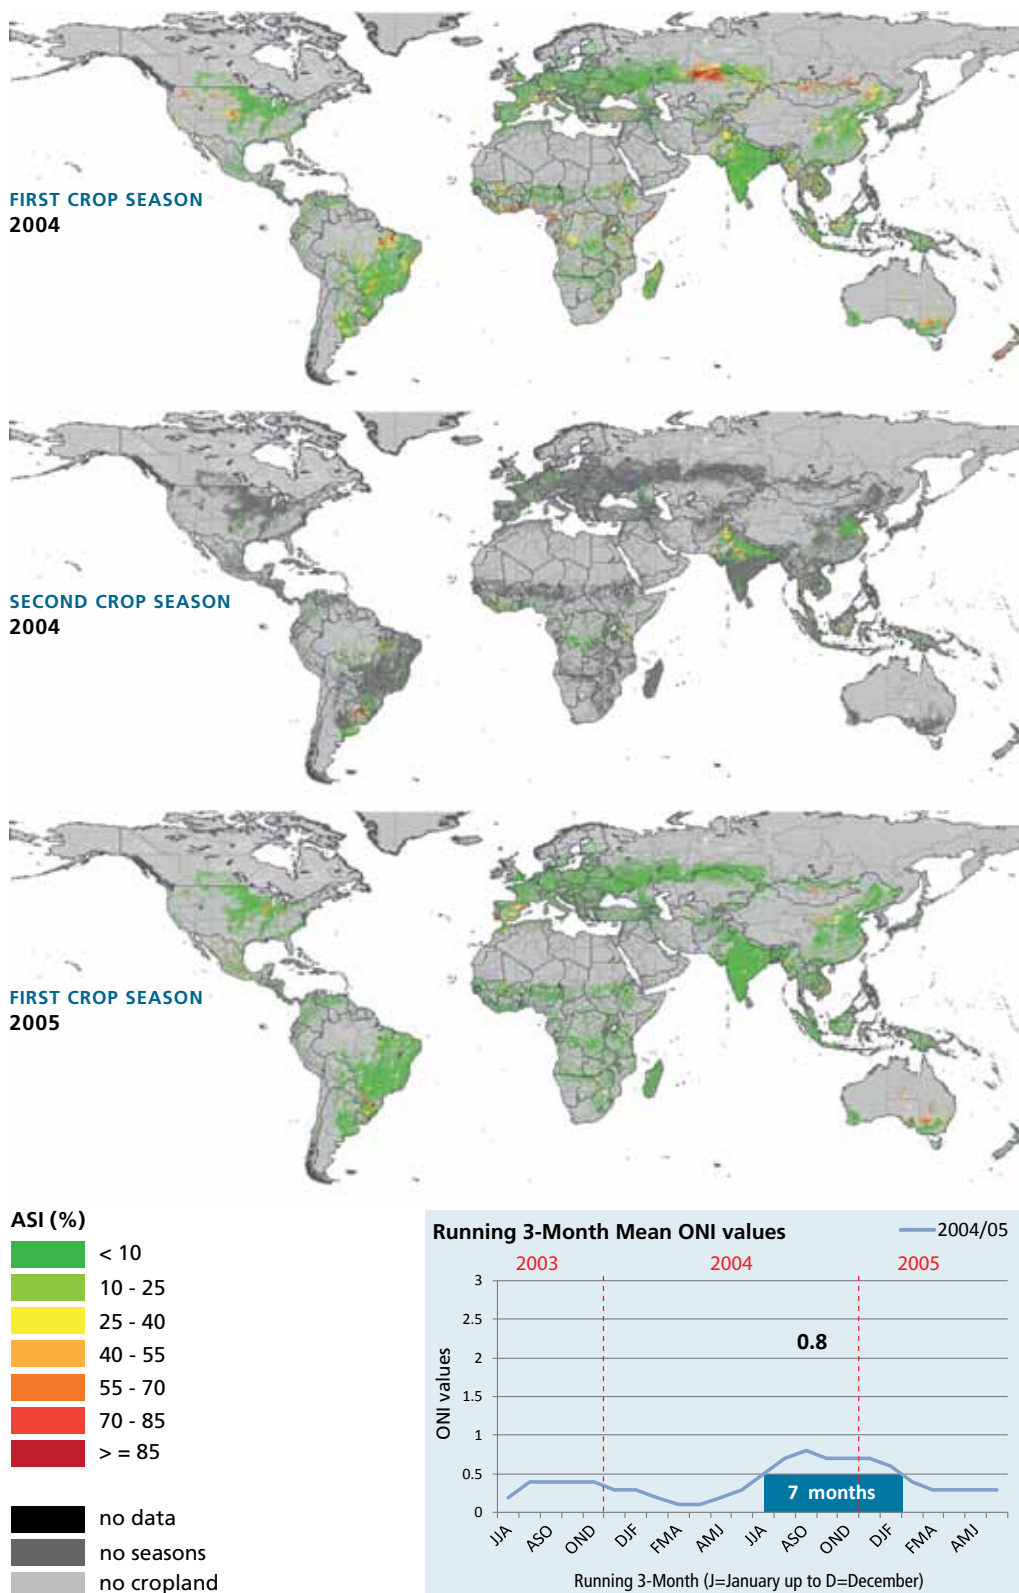 FIRST CROP SEASON
2004
SECOND CROP SEASON
2004
FIRST CROP SEASON
2005
ASI (%)
< 10
10 - 25
25 - 40
40 - 55
55 - 70
70 - 85
> = 85
no data
no seasons
no cropland
Running 3-Month Mean ONI values
2004/05
2003 2004 2005
3
2.5
2
1.5
1
0.5
0
ONI values
0.8
7 months
JJA ASO OND DJF FMA AMJ JJA ASO OND DJF FMA AMJ
Running 3-Month (J=January up to D=December)